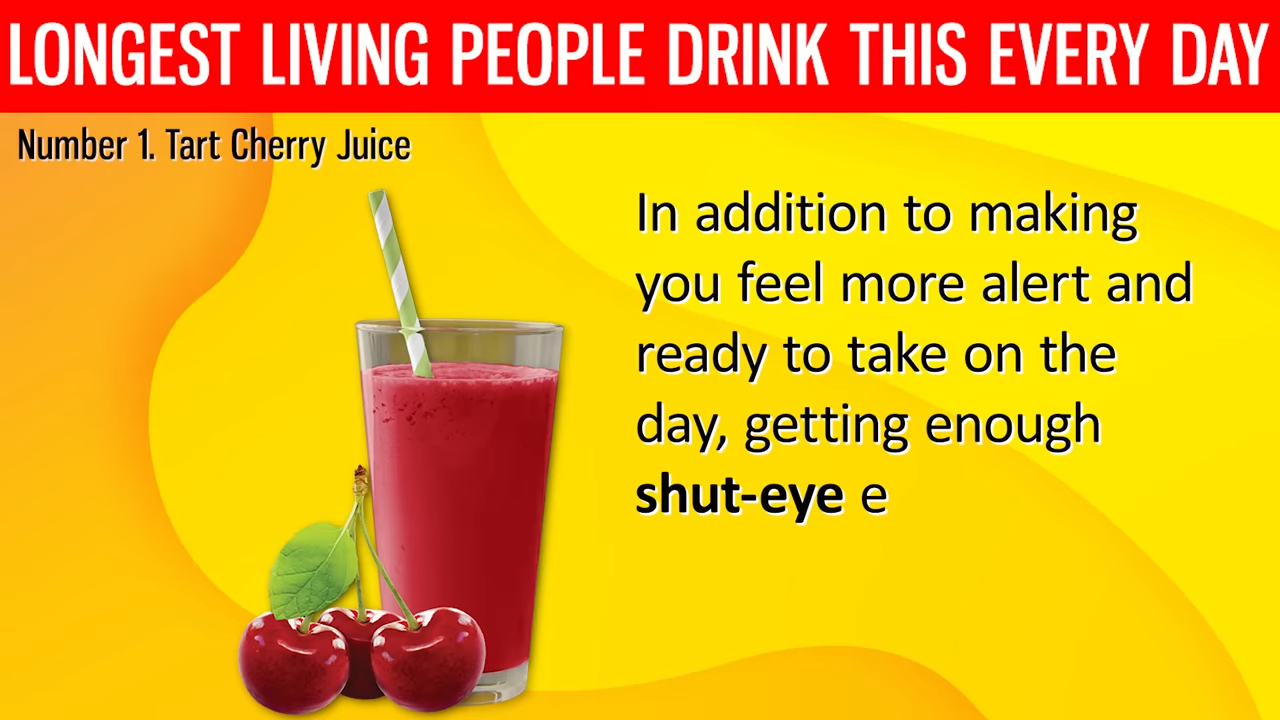 LONGEST LIVING PEOPLE DRINK THIS EVERY DAY
Number 1. Tart Cherry Juice
In addition to making
you feel more alert and
ready to take on the
day, getting enough
shut-eye e